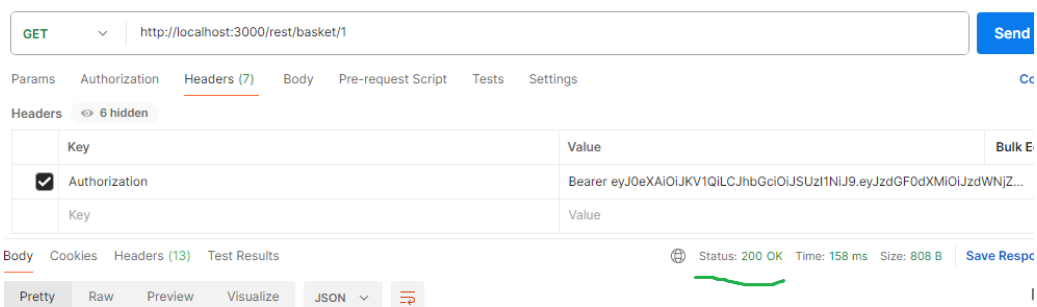 GET http://localhost:3000/rest/basket/1 Send
Params Authorization Headers (7) Body Pre-request Script Tests Settings
Headers 6 hidden
Key Value Bulk
Authorization Bearer eyJ0eXAiOiJKV1QiLCJhbGciOiJSUzI1NiJ9.eyJzdGF0dXMiOiJzdWNjZ...
Key Value
Body Cookies Headers (13) Test Results Status: 200 OK Time: 158 ms Size: 808 B Save Respo
Pretty Raw Preview Visualize JSON